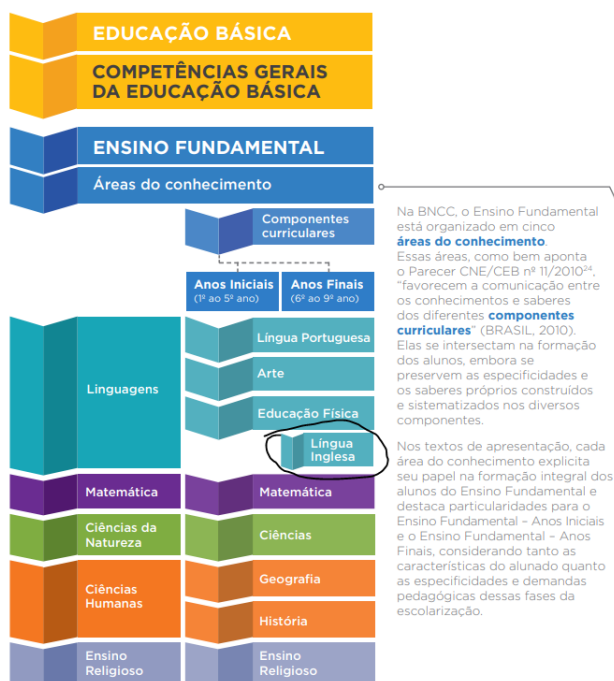 EDUCAÇÃO BÁSICA
COMPETÊNCIAS GERAIS
DA EDUCAÇÃO BÁSICA
ENSINO FUNDAMENTAL
Áreas do conhecimento
Componentes
curriculares
Anos Iniciais
(1º ao 5º ano)
Anos Finais
(6º ao 9º ano)
Linguagens
Língua Portuguesa
Arte
Educação Física
Língua
Inglesa
Matemática
Matemática
Ciências da
Natureza
Ciências
Ciências
Humanas
Geografia
História
Ensino
Religioso
Ensino
Religioso
Na BNCC, o Ensino Fundamental
está organizado em cinco
áreas do conhecimento.
Essas áreas, como bem aponta
o Parecer CNE/CEB nº 11/2010²⁴,
“favorecem a comunicação entre
os conhecimentos e saberes
dos diferentes componentes
curriculares” (BRASIL, 2010).
Elas se intersectam na formação
dos alunos, embora se
preservem as especificidades e
os saberes próprios construídos
e sistematizados nos diversos
componentes.
Nos textos de apresentação, cada
área do conhecimento explicita
seu papel na formação integral dos
alunos do Ensino Fundamental e
destaca particularidades para o
Ensino Fundamental – Anos Iniciais
e o Ensino Fundamental – Anos
Finais, considerando tanto as
características do alunado quanto
as especificidades e demandas
pedagógicas dessas fases da
escolarização.